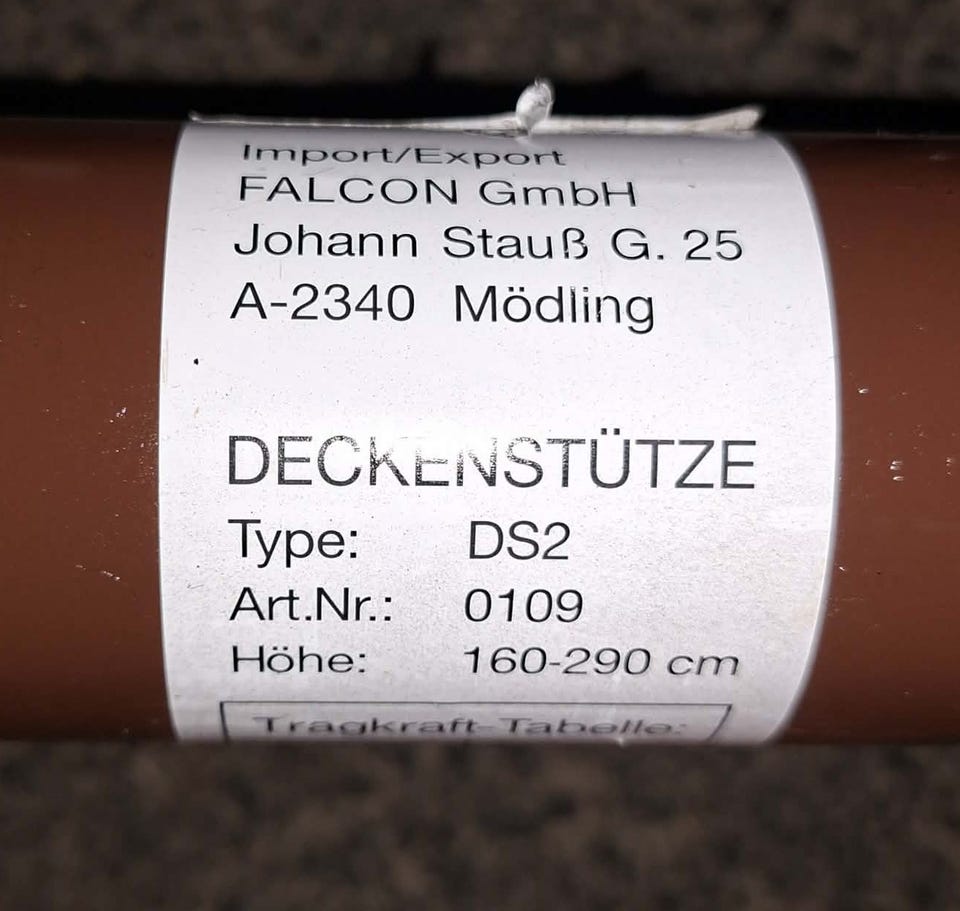 Import/Export
FALCON GmbH
Johann Stauß G. 25
A-2340 Mödling
DECKENSTÜTZE
Type: DS2
Art.Nr.: 0109
Höhe: 160-290 cm
Tragkraft-Tabelle: